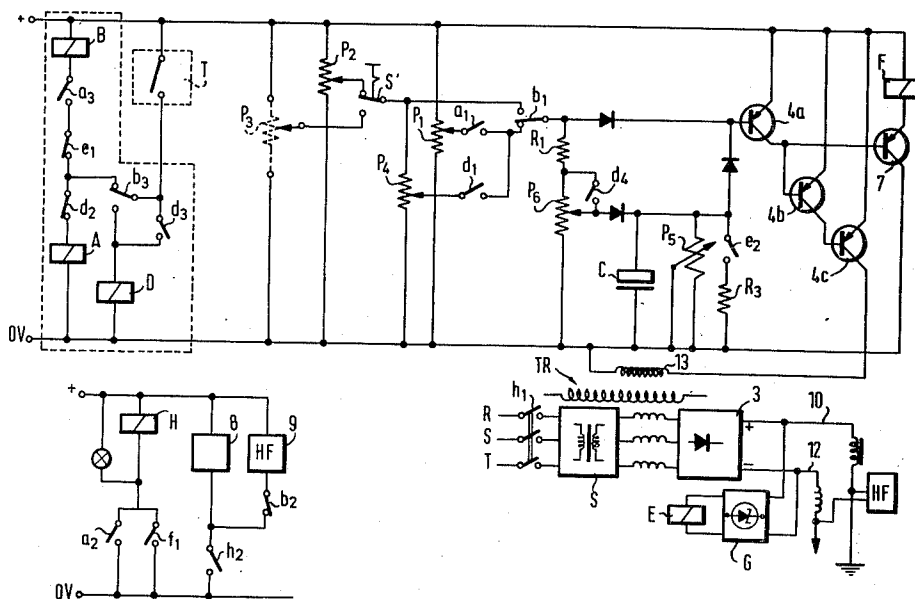 +
B
a3
e1
d2
A
b3
d3
D
T
0V
P3
P2
S'
P4
P1
a1
d1
b1
R1
P6
d4
C
P5
e2
R3
4a
4b
4c
7
F
13
TR
h1
R
S
T
S
3
+
−
10
12
HF
E
G
+
H
8
9
HF
b2
a2
f1
h2
0V